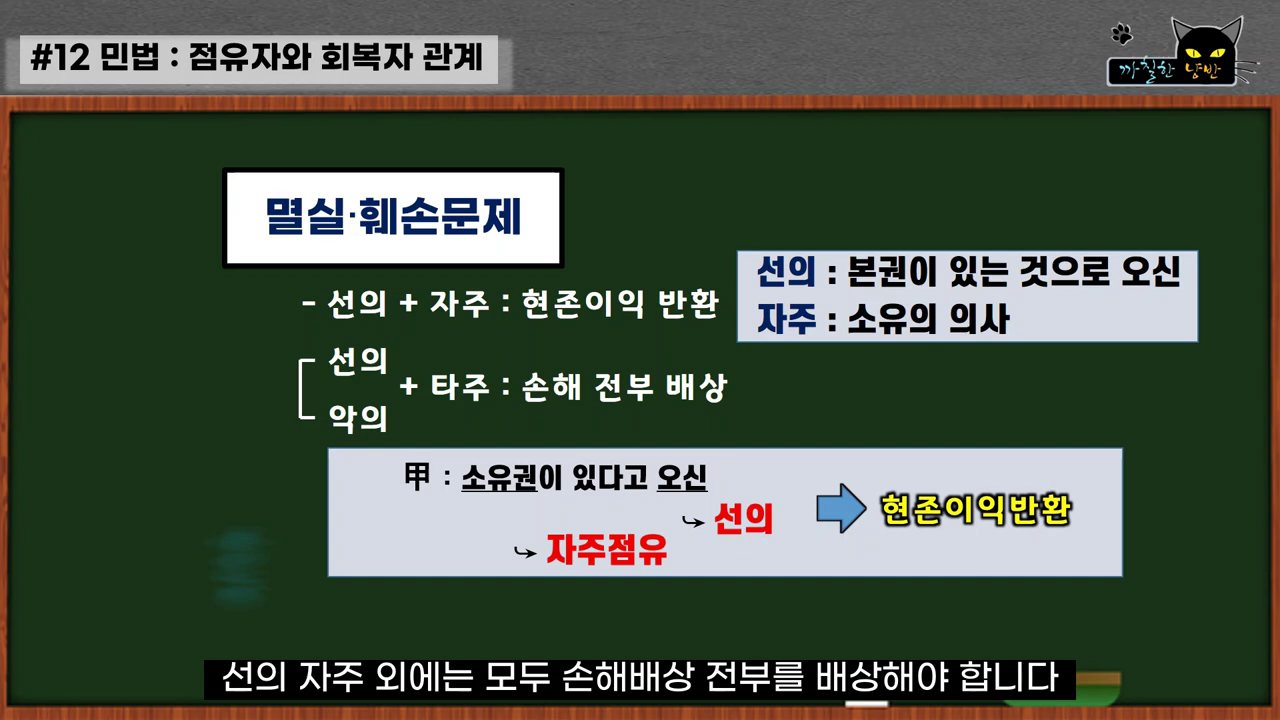 #12 민법 : 점유자와 회복자 관계
까칠한 냥반
멸실·훼손문제
- 선의 + 자주 : 현존이익 반환
선의 : 본권이 있는 것으로 오신
자주 : 소유의 의사
선의
+ 타주 : 손해 전부 배상
악의
甲 : 소유권이 있다고 오신
선의
현존이익반환
자주점유
선의 자주 외에는 모두 손해배상 전부를 배상해야 합니다